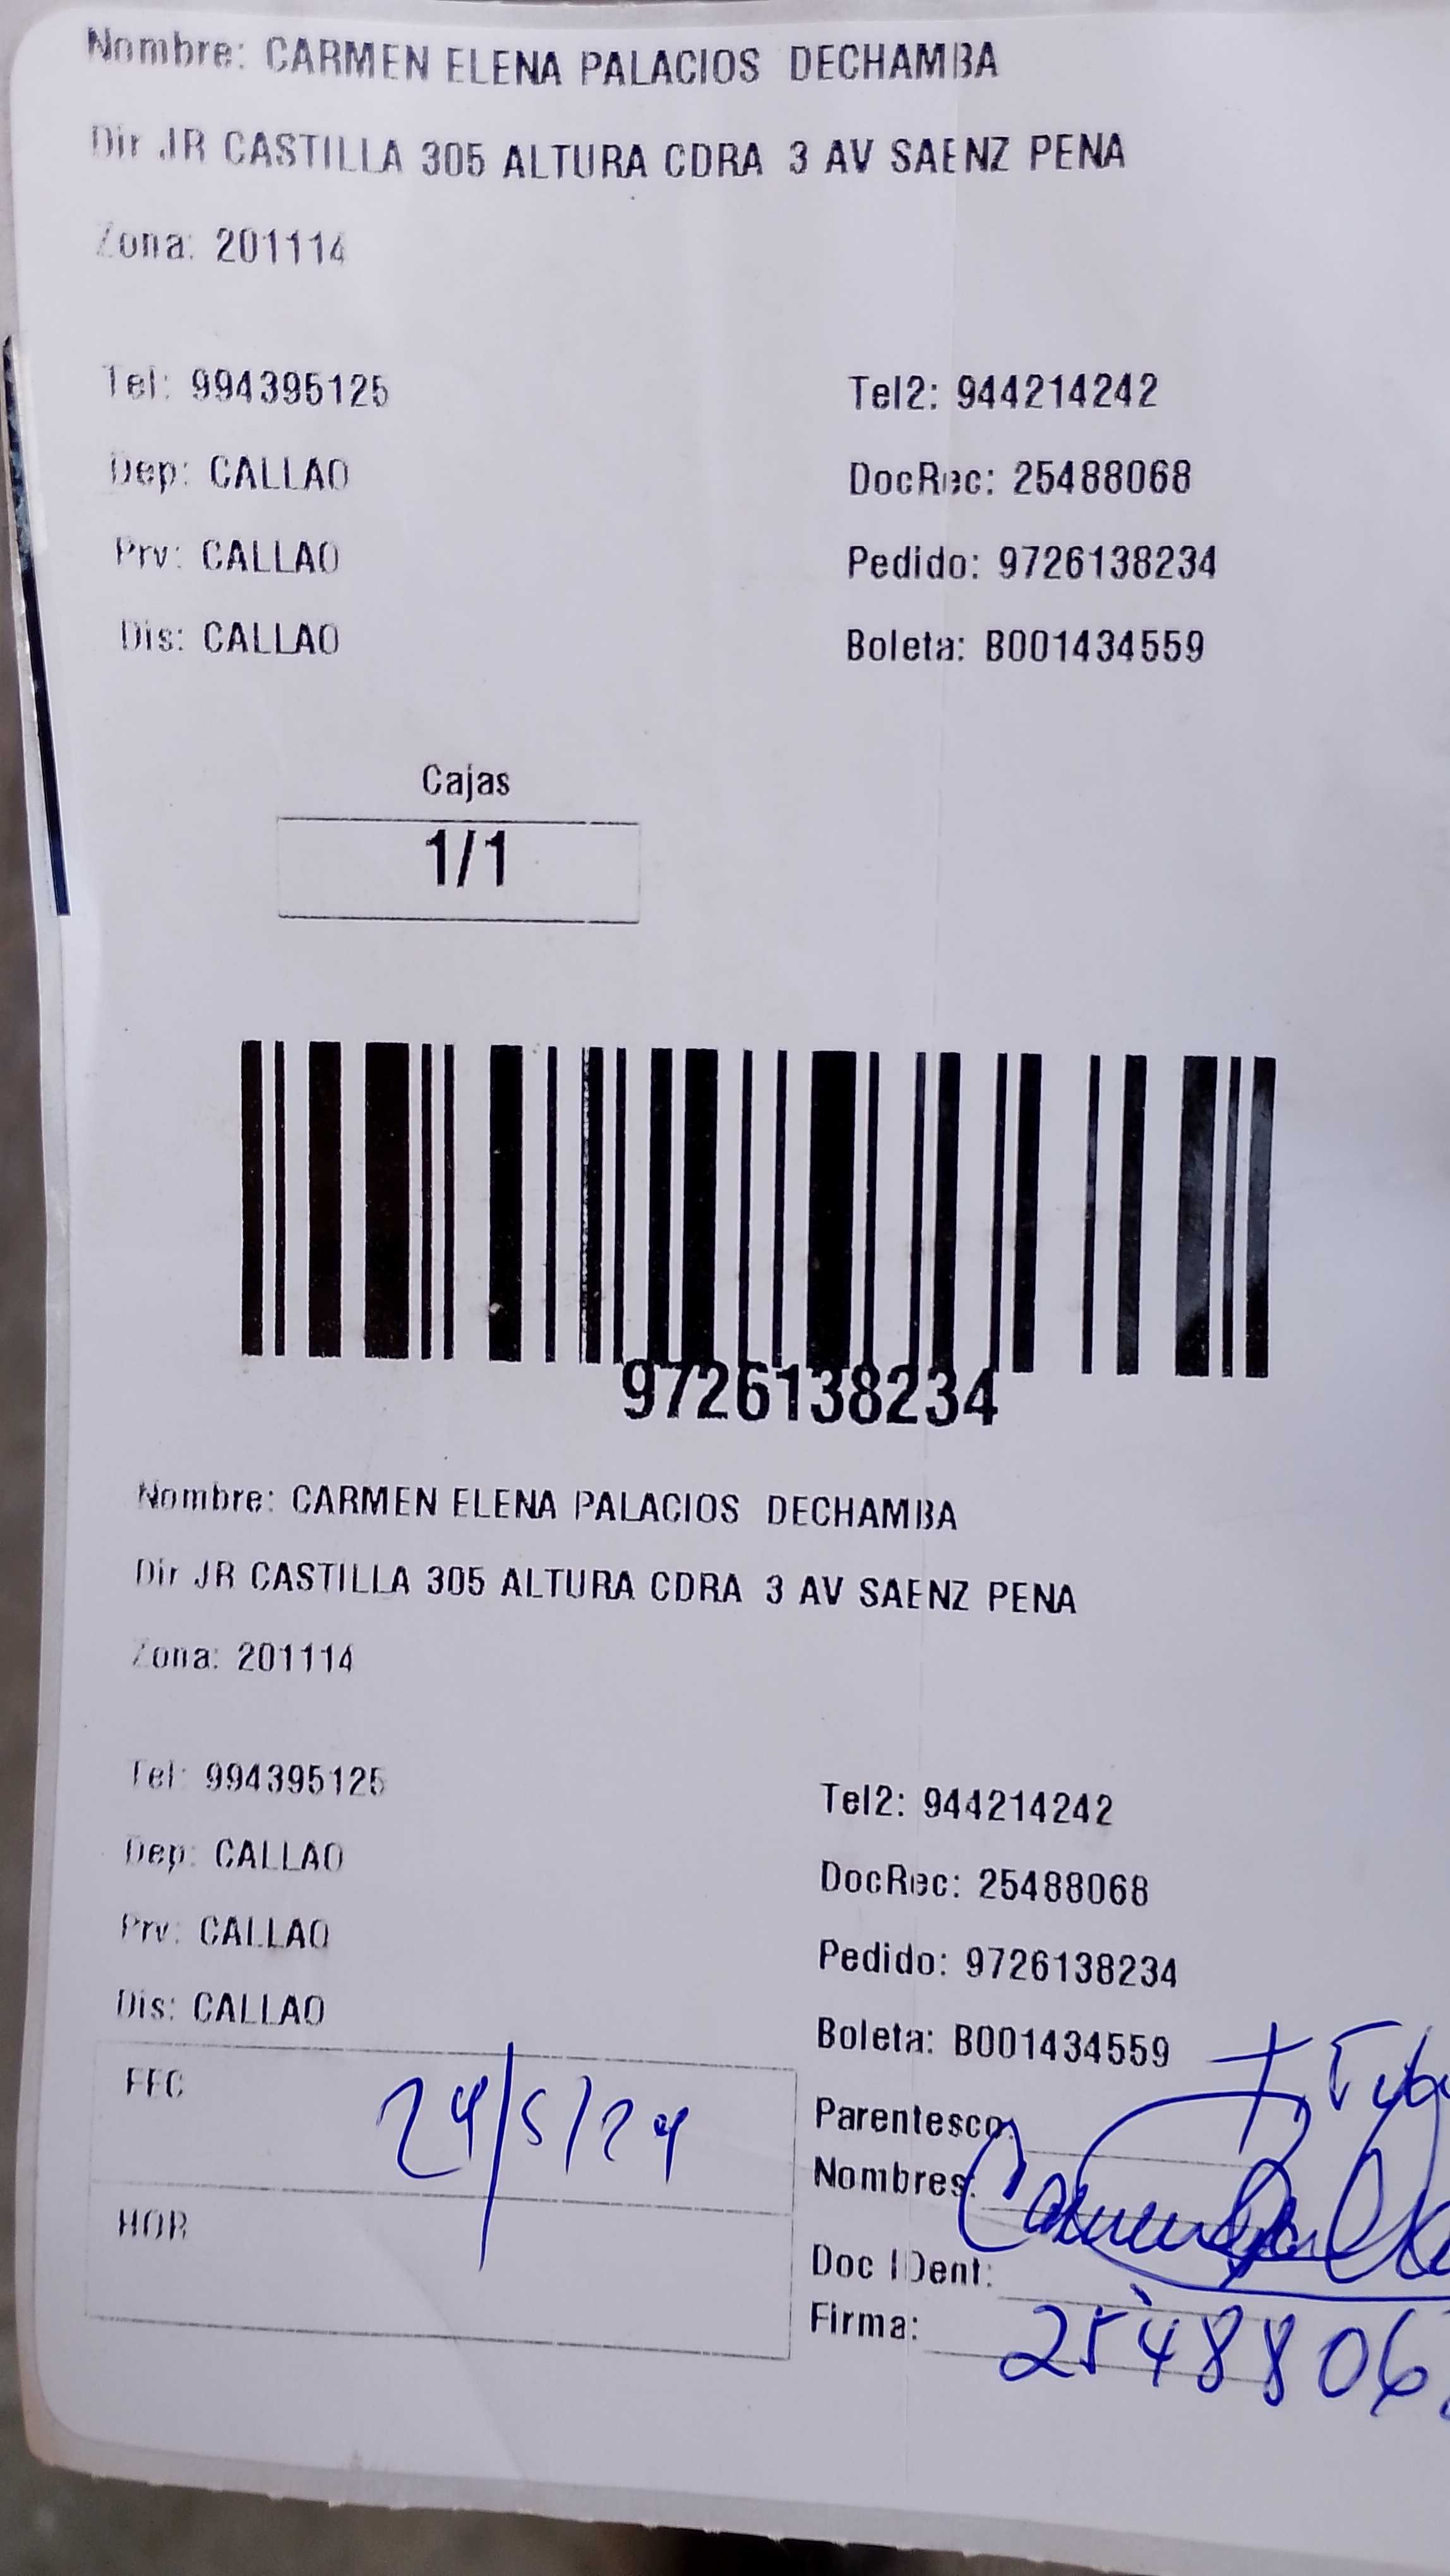 Nombre: CARMEN ELENA PALACIOS DECHAMBA
Dir JR CASTILLA 305 ALTURA CDRA 3 AV SAENZ PENA
Zona: 201114
Tel: 994395125 Tel2: 944214242
Dep: CALLAO DocRec: 25488068
Prv: CALLAO Pedido: 9726138234
Dis: CALLAO Boleta: B001434559
Cajas
1/1
9726138234
Nombre: CARMEN ELENA PALACIOS DECHAMBA
Dir JR CASTILLA 305 ALTURA CDRA 3 AV SAENZ PENA
Zona: 201114
Tel: 994395125 Tel2: 944214242
Dep: CALLAO DocRec: 25488068
Prv: CALLAO Pedido: 9726138234
Dis: CALLAO Boleta: B001434559
FEC 24/5/24
Parentesco:
Nombres: Carmen
HOR
Doc IDent:
Firma: 2548806